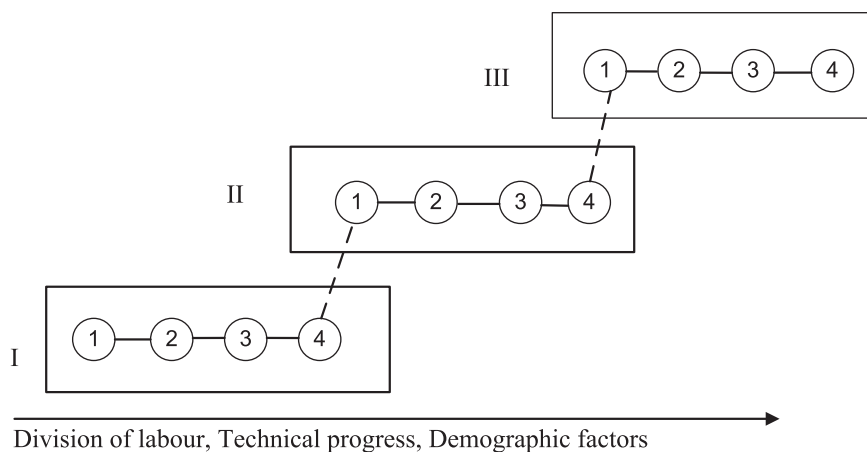 III
1 2 3 4
II
1 2 3 4
I
1 2 3 4
Division of labour, Technical progress, Demographic factors